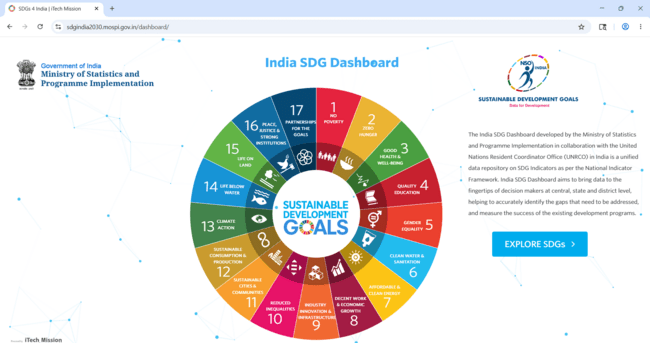 SDGs 4 India | iTech Mission
sdgindia2030.mospi.gov.in/dashboard/
Government of India
Ministry of Statistics and
Programme Implementation
India SDG Dashboard
NSO INDIA
SUSTAINABLE DEVELOPMENT GOALS
Data for Development
1 NO
POVERTY
2 ZERO
HUNGER
3 GOOD
HEALTH &
WELL-BEING
4 QUALITY
EDUCATION
5 GENDER
EQUALITY
6 CLEAN WATER &
SANITATION
7 AFFORDABLE &
CLEAN ENERGY
8 DECENT WORK
& ECONOMIC
GROWTH
9 INDUSTRY
INNOVATION &
INFRASTRUCTURE
10 REDUCED
INEQUALITIES
11 SUSTAINABLE
CITIES &
COMMUNITIES
12 SUSTAINABLE
CONSUMPTION &
PRODUCTION
13 CLIMATE
ACTION
14 LIFE BELOW
WATER
15 LIFE ON
LAND
16 PEACE,
JUSTICE &
STRONG
INSTITUTIONS
17 PARTNERSHIPS
FOR THE
GOALS
SUSTAINABLE
DEVELOPMENT
GOALS
The India SDG Dashboard developed by the Ministry of Statistics
and Programme Implementation in collaboration with the United
Nations Resident Coordinator Office (UNRCO) in India is a unified
data repository on SDG Indicators as per the National Indicator
Framework. India SDG Dashboard aims to bring data to the
fingertips of decision makers at central, state and district level,
helping to accurately identify the gaps that need to be addressed,
and measure the success of the existing development programs.
EXPLORE SDGs
iTech Mission